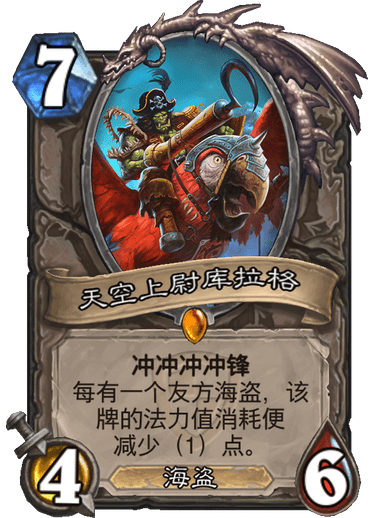 7
天空上尉库拉格
冲冲冲冲锋
每有一个友方海盗，该
牌的法力值消耗便
减少（1）点。
4
海盗
6